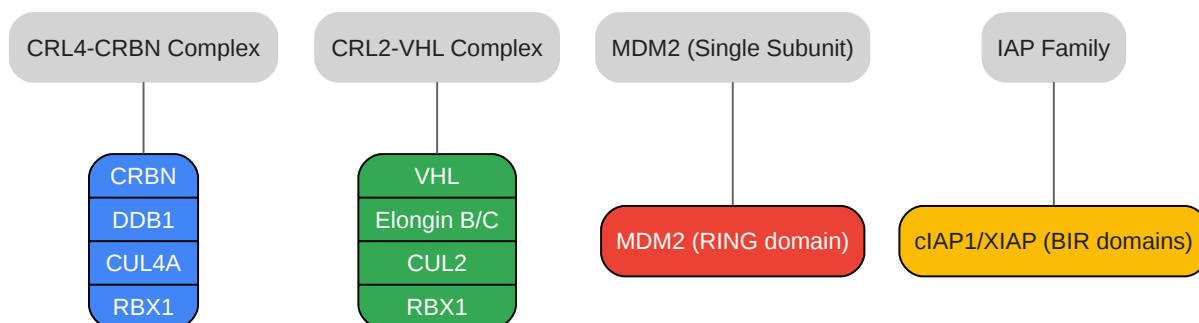 CRL4-CRBN Complex
CRL2-VHL Complex
MDM2 (Single Subunit)
IAP Family
CRBN
DDB1
CUL4A
RBX1
VHL
Elongin B/C
CUL2
RBX1
MDM2 (RING domain)
cIAP1/XIAP (BIR domains)